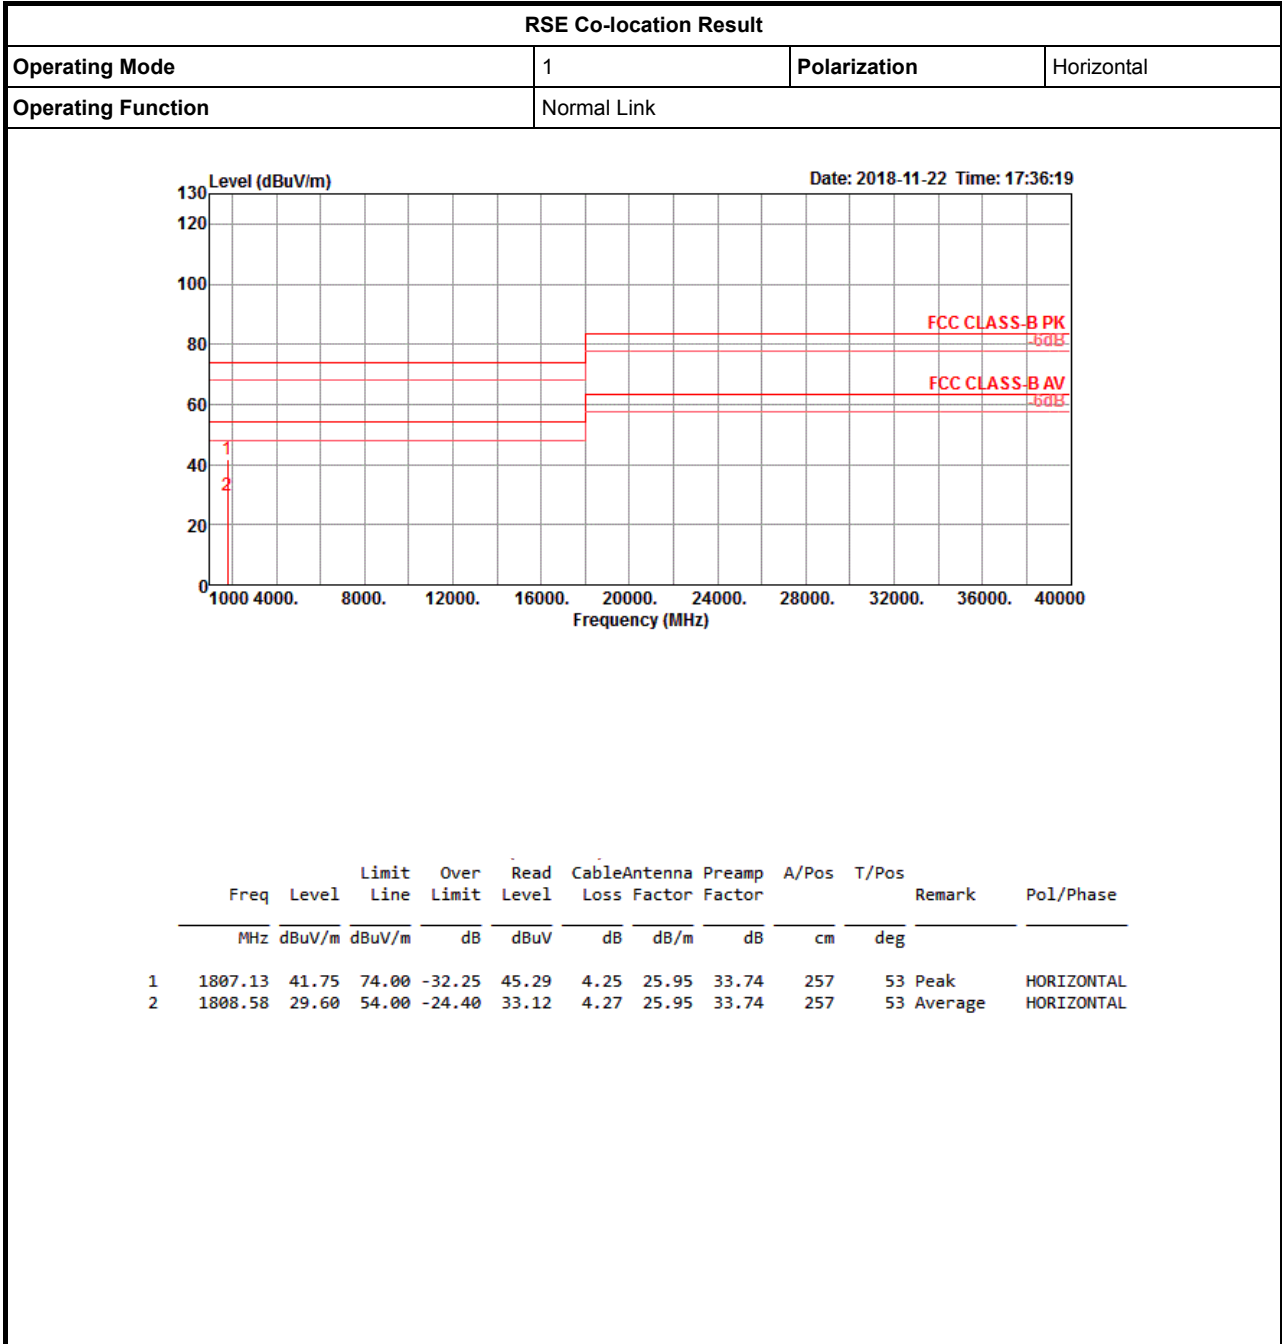 RSE Co-location Result
Operating Mode 1 Polarization Horizontal
Operating Function Normal Link
Level (dBuV/m) Date: 2018-11-22 Time: 17:36:19
130
120
100
FCC CLASS-B PK
-6dB
80
FCC CLASS-B AV
-6dB
60
1
40
2
20
0
1000 4000. 8000. 12000. 16000. 20000. 24000. 28000. 32000. 36000. 40000
Frequency (MHz)
Limit Over Read CableAntenna Preamp A/Pos T/Pos
Freq Level Line Limit Level Loss Factor Factor Remark Pol/Phase
MHz dBuV/m dBuV/m dB dBuV dB dB/m dB cm deg
1 1807.13 41.75 74.00 -32.25 45.29 4.25 25.95 33.74 257 53 Peak HORIZONTAL
2 1808.58 29.60 54.00 -24.40 33.12 4.27 25.95 33.74 257 53 Average HORIZONTAL